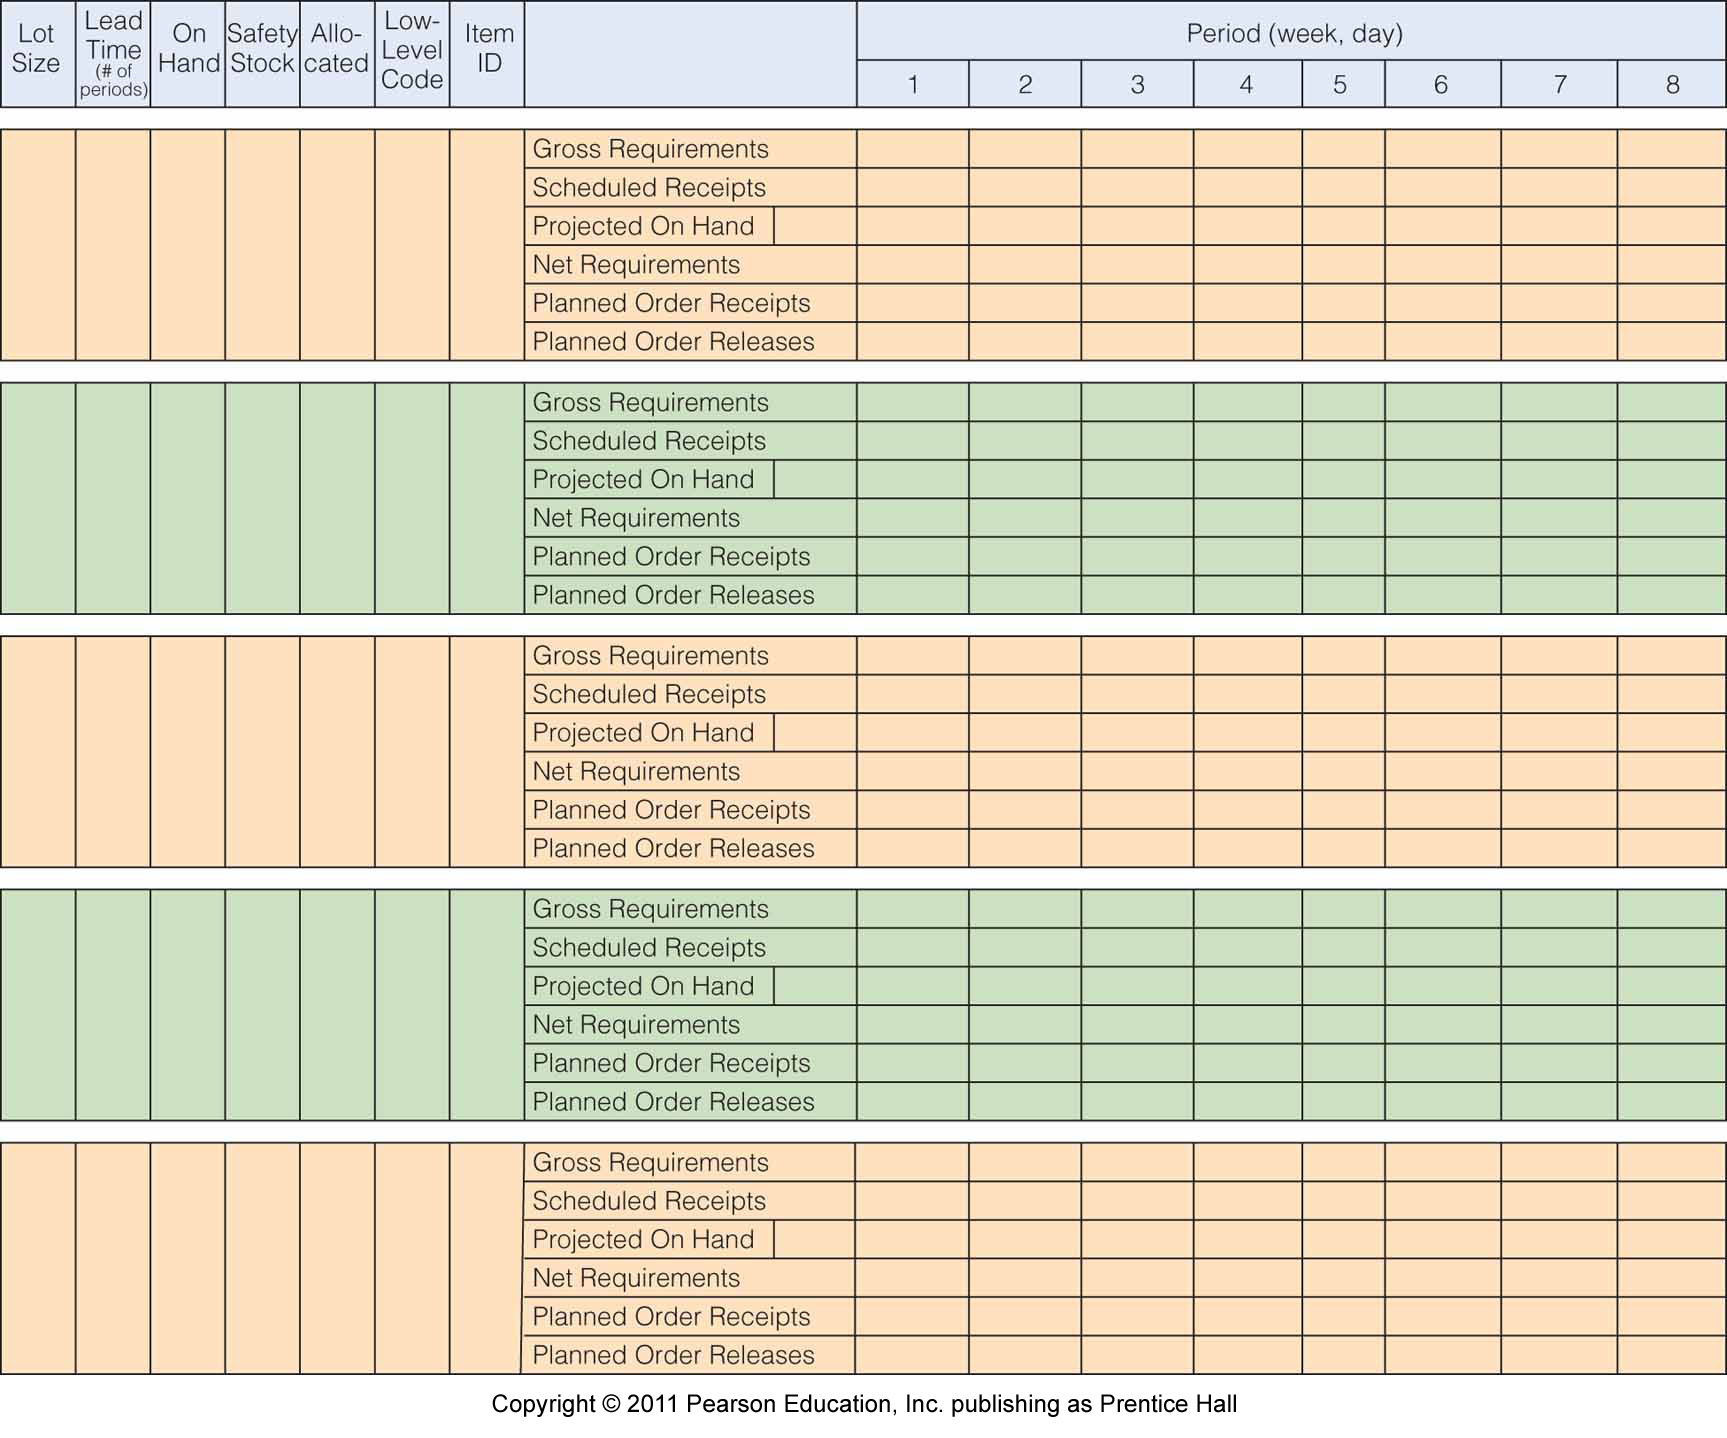 Lot Size
Lead Time (# of periods)
On Hand
Safety Stock
Allo-cated
Low-Level Code
Item ID
Period (week, day)
1 2 3 4 5 6 7 8
Gross Requirements
Scheduled Receipts
Projected On Hand
Net Requirements
Planned Order Receipts
Planned Order Releases
Gross Requirements
Scheduled Receipts
Projected On Hand
Net Requirements
Planned Order Receipts
Planned Order Releases
Gross Requirements
Scheduled Receipts
Projected On Hand
Net Requirements
Planned Order Receipts
Planned Order Releases
Gross Requirements
Scheduled Receipts
Projected On Hand
Net Requirements
Planned Order Receipts
Planned Order Releases
Gross Requirements
Scheduled Receipts
Projected On Hand
Net Requirements
Planned Order Receipts
Planned Order Releases
Copyright © 2011 Pearson Education, Inc. publishing as Prentice Hall